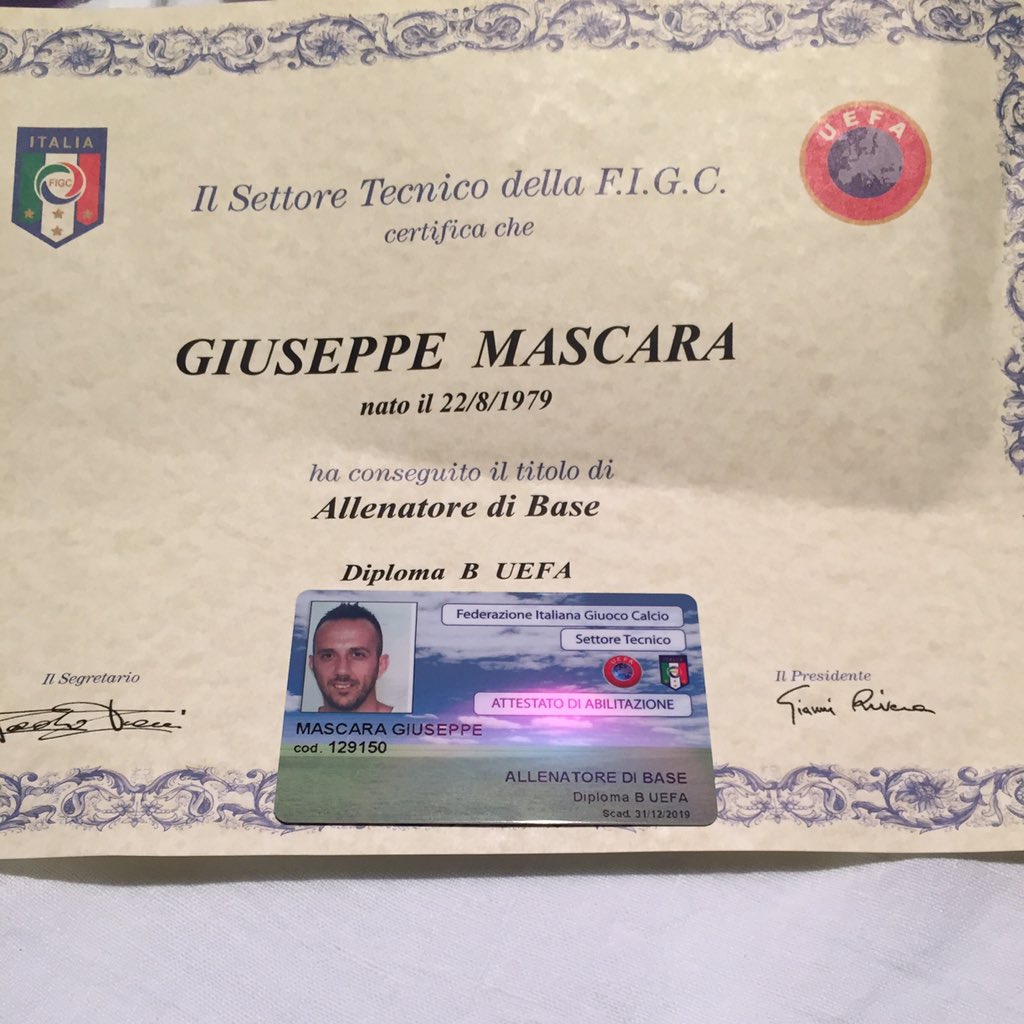 ITALIA
FIGC
UEFA
Il Settore Tecnico della F.I.G.C.
certifica che
GIUSEPPE MASCARA
nato il 22/8/1979
ha conseguito il titolo di
Allenatore di Base
Diploma B UEFA
Il Segretario
Il Presidente
Gianni Rivera
Federazione Italiana Giuoco Calcio
Settore Tecnico
UEFA
ATTESTATO DI ABILITAZIONE
MASCARA GIUSEPPE
cod. 129150
ALLENATORE DI BASE
Diploma B UEFA
Scad. 31/12/2019